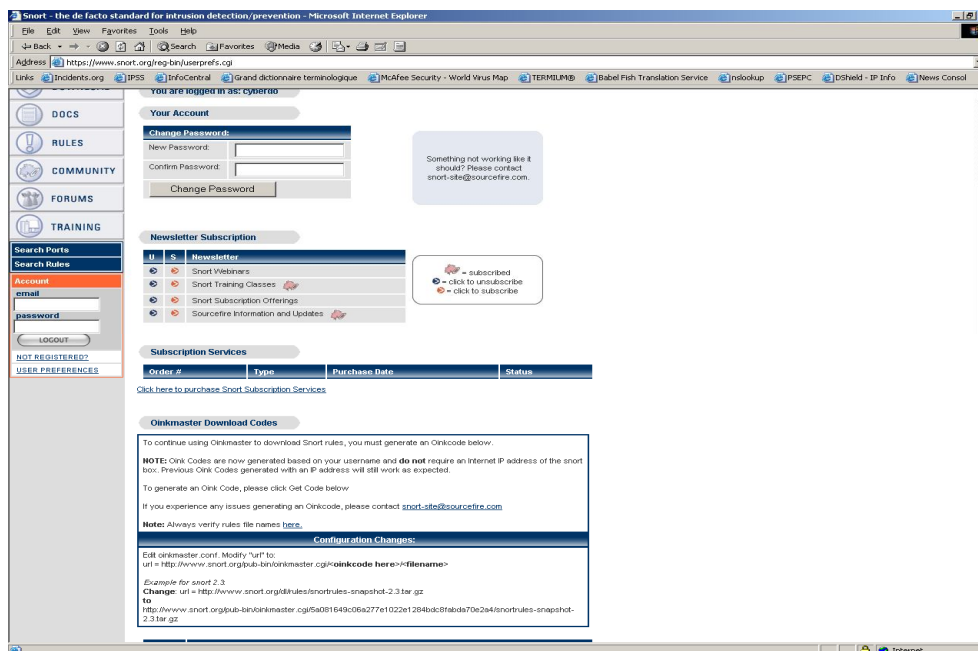 Snort - the de facto standard for intrusion detection/prevention - Microsoft Internet Explorer
File Edit View Favorites Tools Help
Back Search Favorites Media
Address https://www.snort.org/reg-bin/userprefs.cgi
Links Incidents.org IPSS InfoCentral Grand dictionnaire terminologique McAfee Security - World Virus Map TERMIUM® Babel Fish Translation Service nslookup PSEPC DShield - IP Info News Consol
You are logged in as: cyberdo
DOCS
RULES
COMMUNITY
FORUMS
TRAINING
Search Ports
Search Rules
Account
email
password
LOGOUT
NOT REGISTERED?
USER PREFERENCES
Your Account
Change Password:
New Password:
Confirm Password:
Change Password
Something not working like it
should? Please contact
snort-site@sourcefire.com.
Newsletter Subscription
U S Newsletter
Snort Webinars
Snort Training Classes
Snort Subscription Offerings
Sourcefire Information and Updates
= subscribed
= click to unsubscribe
= click to subscribe
Subscription Services
Order # Type Purchase Date Status
Click here to purchase Snort Subscription Services
Oinkmaster Download Codes
To continue using Oinkmaster to download Snort rules, you must generate an Oinkcode below.
NOTE: Oink Codes are now generated based on your username and do not require an Internet IP address of the snort
box. Previous Oink Codes generated with an IP address will still work as expected.
To generate an Oink Code, please click Get Code below
If you experience any issues generating an Oinkcode, please contact snort-site@sourcefire.com
Note: Always verify rules file names here.
Configuration Changes:
Edit oinkmaster.conf. Modify "url" to:
url = http://www.snort.org/pub-bin/oinkmaster.cgi/<oinkcode here>/<filename>
Example for snort 2.3:
Change: url = http://www.snort.org/dl/rules/snortrules-snapshot-2.3.tar.gz
to
http://www.snort.org/pub-bin/oinkmaster.cgi/5a081649c06a277e1022e1284bdc8fabda70e2a4/snortrules-snapshot-
2.3.tar.gz
Internet